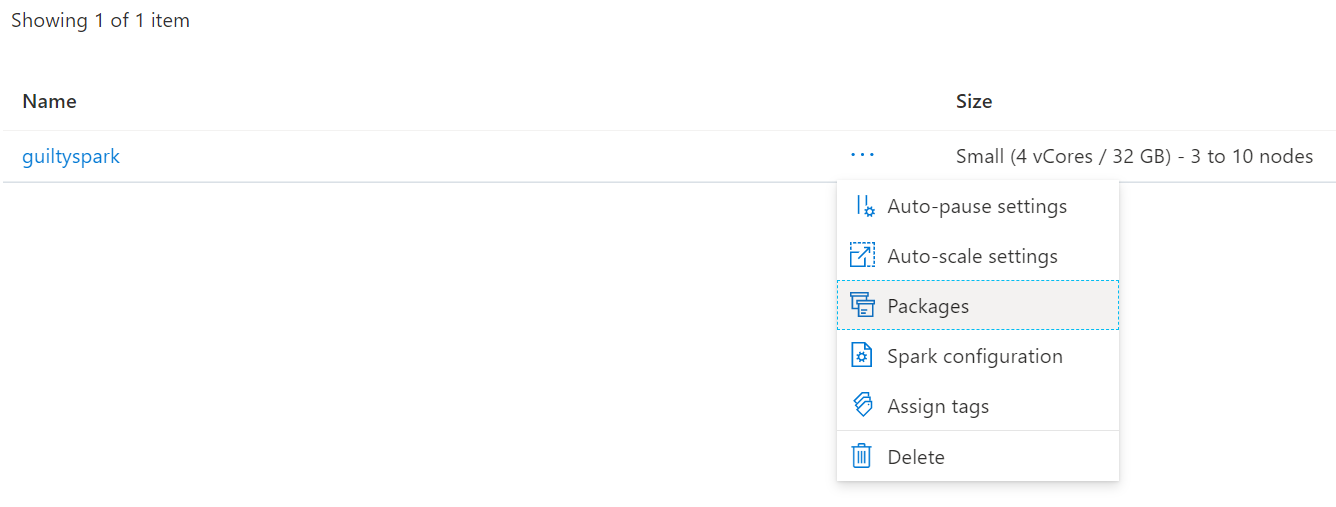 Showing 1 of 1 item
Name Size
guiltyspark ... Small (4 vCores / 32 GB) - 3 to 10 nodes
Auto-pause settings
Auto-scale settings
Packages
Spark configuration
Assign tags
Delete